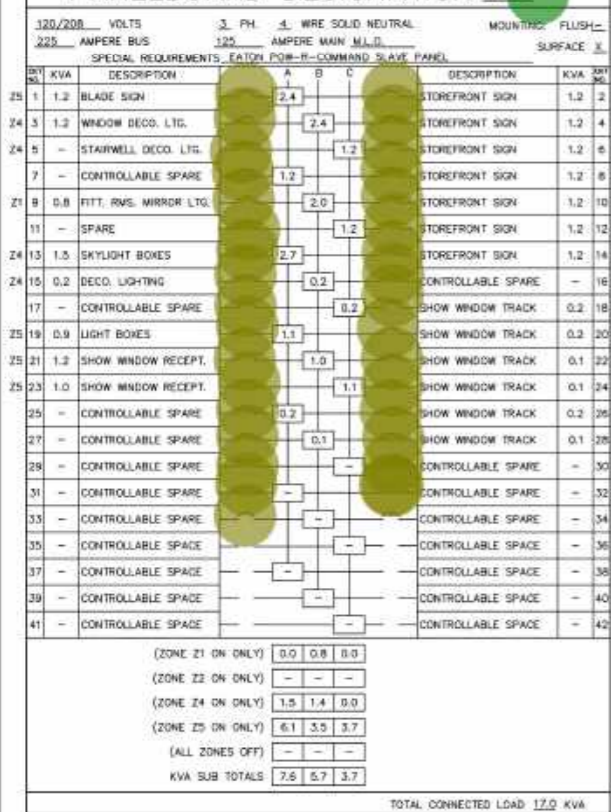 120/208 VOLTS 3 PH. 4 WIRE SOLID NEUTRAL MOUNTING- FLUSH-
225 AMPERE BUS 125 AMPERE MAIN M.L.O. SURFACE X
SPECIAL REQUIREMENTS EATON POW-R-COMMAND SLAVE PANEL
NO. KVA DESCRIPTION A B C DESCRIPTION KVA NO.
Z5 1 1.2 BLADE SIGN 2.4 STOREFRONT SIGN 1.2 2
Z4 3 1.2 WINDOW DECO. LTG. 2.4 STOREFRONT SIGN 1.2 4
Z4 5 - STAIRWELL DECO. LTG. 1.2 STOREFRONT SIGN 1.2 6
7 - CONTROLLABLE SPARE 1.2 STOREFRONT SIGN 1.2 8
Z1 9 0.8 FITT. RMS. MIRROR LTG. 2.0 STOREFRONT SIGN 1.2 10
11 - SPARE 1.2 STOREFRONT SIGN 1.2 12
Z4 13 1.5 SKYLIGHT BOXES 2.7 STOREFRONT SIGN 1.2 14
Z4 15 0.2 DECO. LIGHTING 0.2 CONTROLLABLE SPARE - 16
17 - CONTROLLABLE SPARE 0.2 SHOW WINDOW TRACK 0.2 18
Z5 19 0.9 LIGHT BOXES 1.1 SHOW WINDOW TRACK 0.2 20
Z5 21 1.2 SHOW WINDOW RECEPT. 1.0 SHOW WINDOW TRACK 0.1 22
Z5 23 1.0 SHOW WINDOW RECEPT. 1.1 SHOW WINDOW TRACK 0.1 24
25 - CONTROLLABLE SPARE 0.2 SHOW WINDOW TRACK 0.2 26
27 - CONTROLLABLE SPARE 0.1 SHOW WINDOW TRACK 0.1 28
29 - CONTROLLABLE SPARE - CONTROLLABLE SPARE - 30
31 - CONTROLLABLE SPARE - CONTROLLABLE SPARE - 32
33 - CONTROLLABLE SPARE - CONTROLLABLE SPARE - 34
35 - CONTROLLABLE SPACE - CONTROLLABLE SPACE - 36
37 - CONTROLLABLE SPACE - CONTROLLABLE SPACE - 38
39 - CONTROLLABLE SPACE - CONTROLLABLE SPACE - 40
41 - CONTROLLABLE SPACE - CONTROLLABLE SPACE - 42
(ZONE Z1 ON ONLY) 0.0 0.8 0.0
(ZONE Z2 ON ONLY) - - -
(ZONE Z4 ON ONLY) 1.5 1.4 0.0
(ZONE Z5 ON ONLY) 6.1 3.5 3.7
(ALL ZONES OFF) - - -
KVA SUB TOTALS 7.6 5.7 3.7
TOTAL CONNECTED LOAD 17.0 KVA